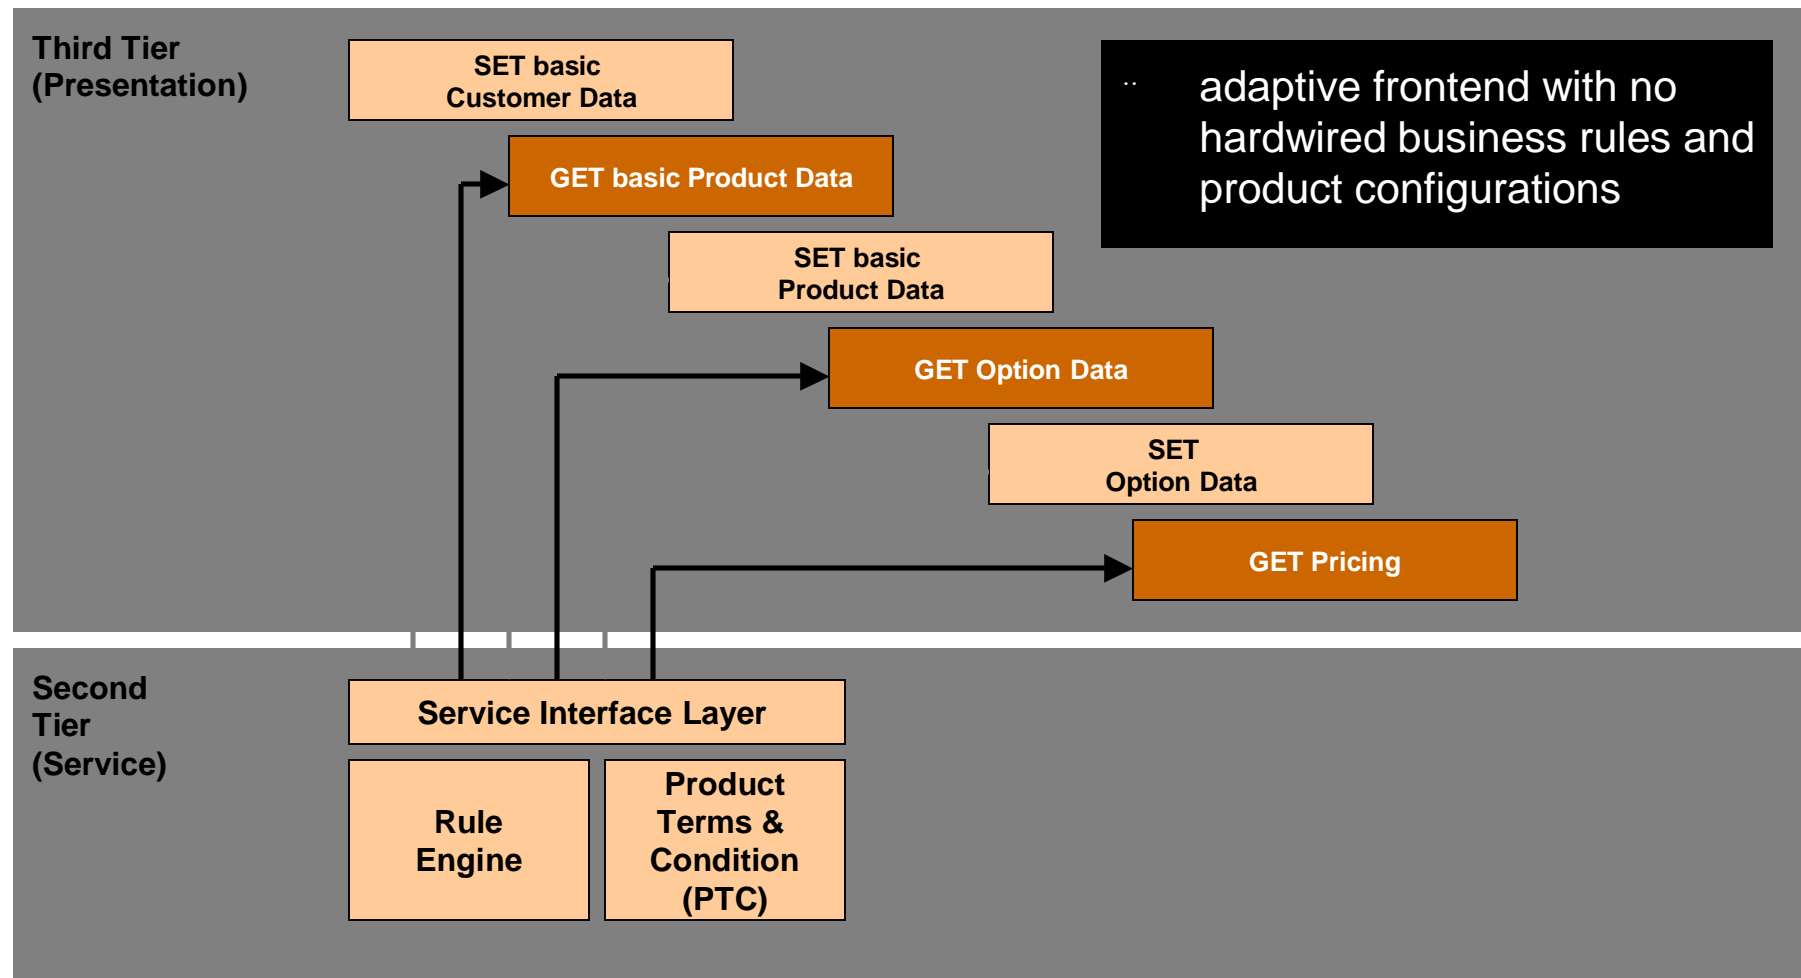 Third Tier
(Presentation)
SET basic
Customer Data
¨ adaptive frontend with no
hardwired business rules and
product configurations
GET basic Product Data
SET basic
Product Data
GET Option Data
SET
Option Data
GET Pricing
Second
Tier
(Service)
Service Interface Layer
Rule
Engine
Product
Terms &
Condition
(PTC)